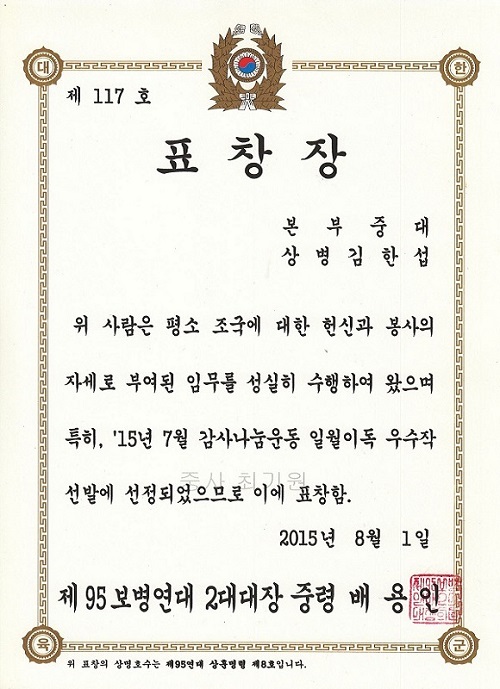 대 한
제 117 호
표 창 장
본 부 중 대
상 병 김 한 섭
위 사람은 평소 조국에 대한 헌신과 봉사의
자세로 부여된 임무를 성실히 수행하여 왔으며
특히, '15년 7월 감사나눔운동 일월이독 우수작
중사 최기원
선발에 선정되었으므로 이에 표창함.
2015년 8월 1일
제95보병연대 2대대장 중령 배 용 인
육 군
위 표창의 상명호수는 제95연대 상훈명령 제8호입니다.